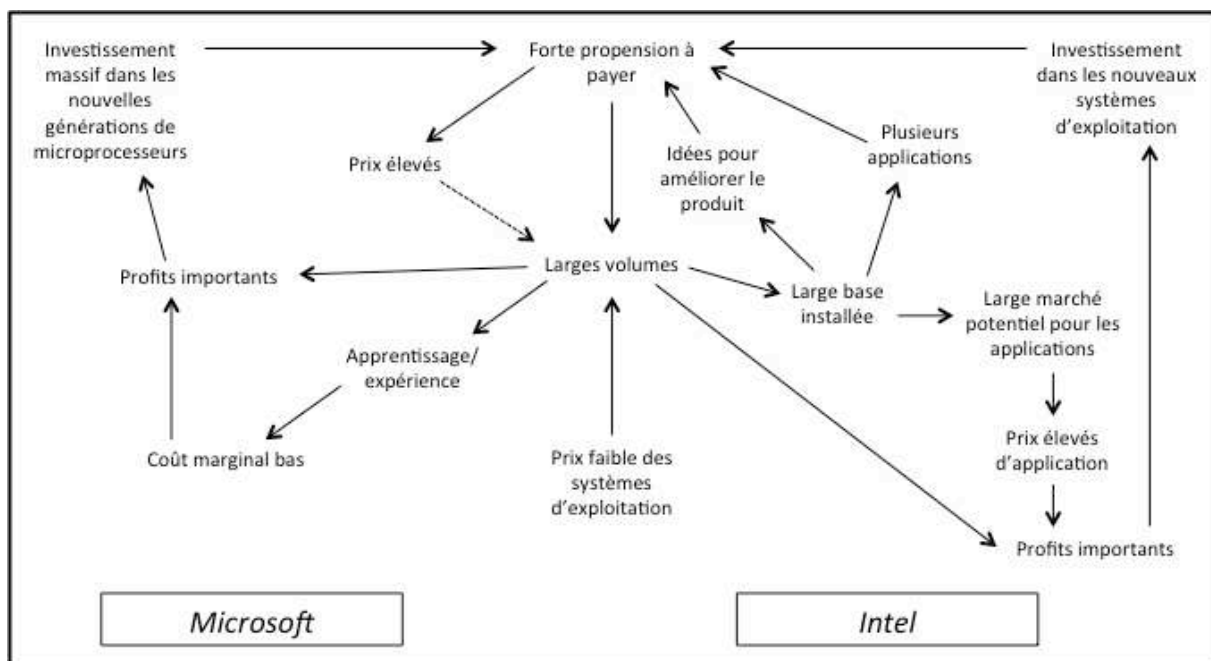 Investissement
massif dans les
nouvelles
générations de
microprocesseurs
Forte propension à
payer
Investissement
dans les nouveaux
systèmes
d'exploitation
Prix élevés
Idées pour
améliorer le
produit
Plusieurs
applications
Profits importants
Larges volumes
Large base
installée
Large marché
potentiel pour les
applications
Apprentissage/
expérience
Coût marginal bas
Prix faible des
systèmes
d'exploitation
Prix élevés
d'application
Profits importants
Microsoft
Intel